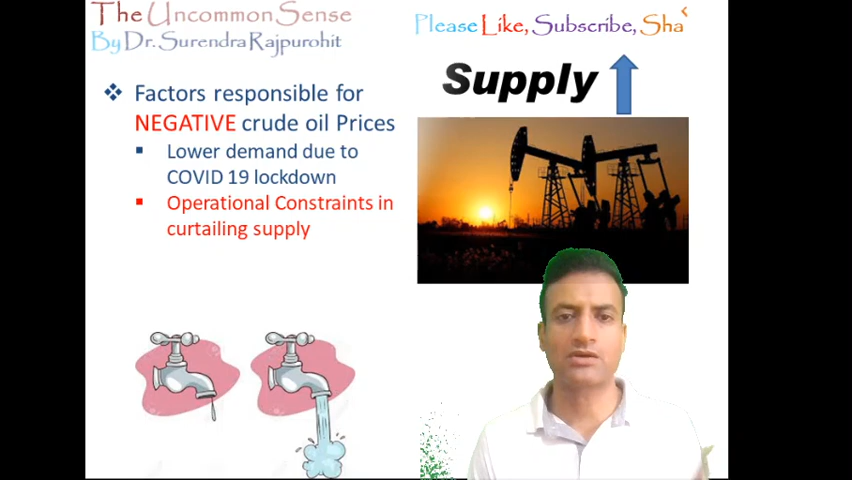 The Uncommon Sense
By Dr. Surendra Rajpurohit
Please Like, Subscribe, Sha
Factors responsible for
NEGATIVE crude oil Prices
Lower demand due to
COVID 19 lockdown
Operational Constraints in
curtailing supply
Supply